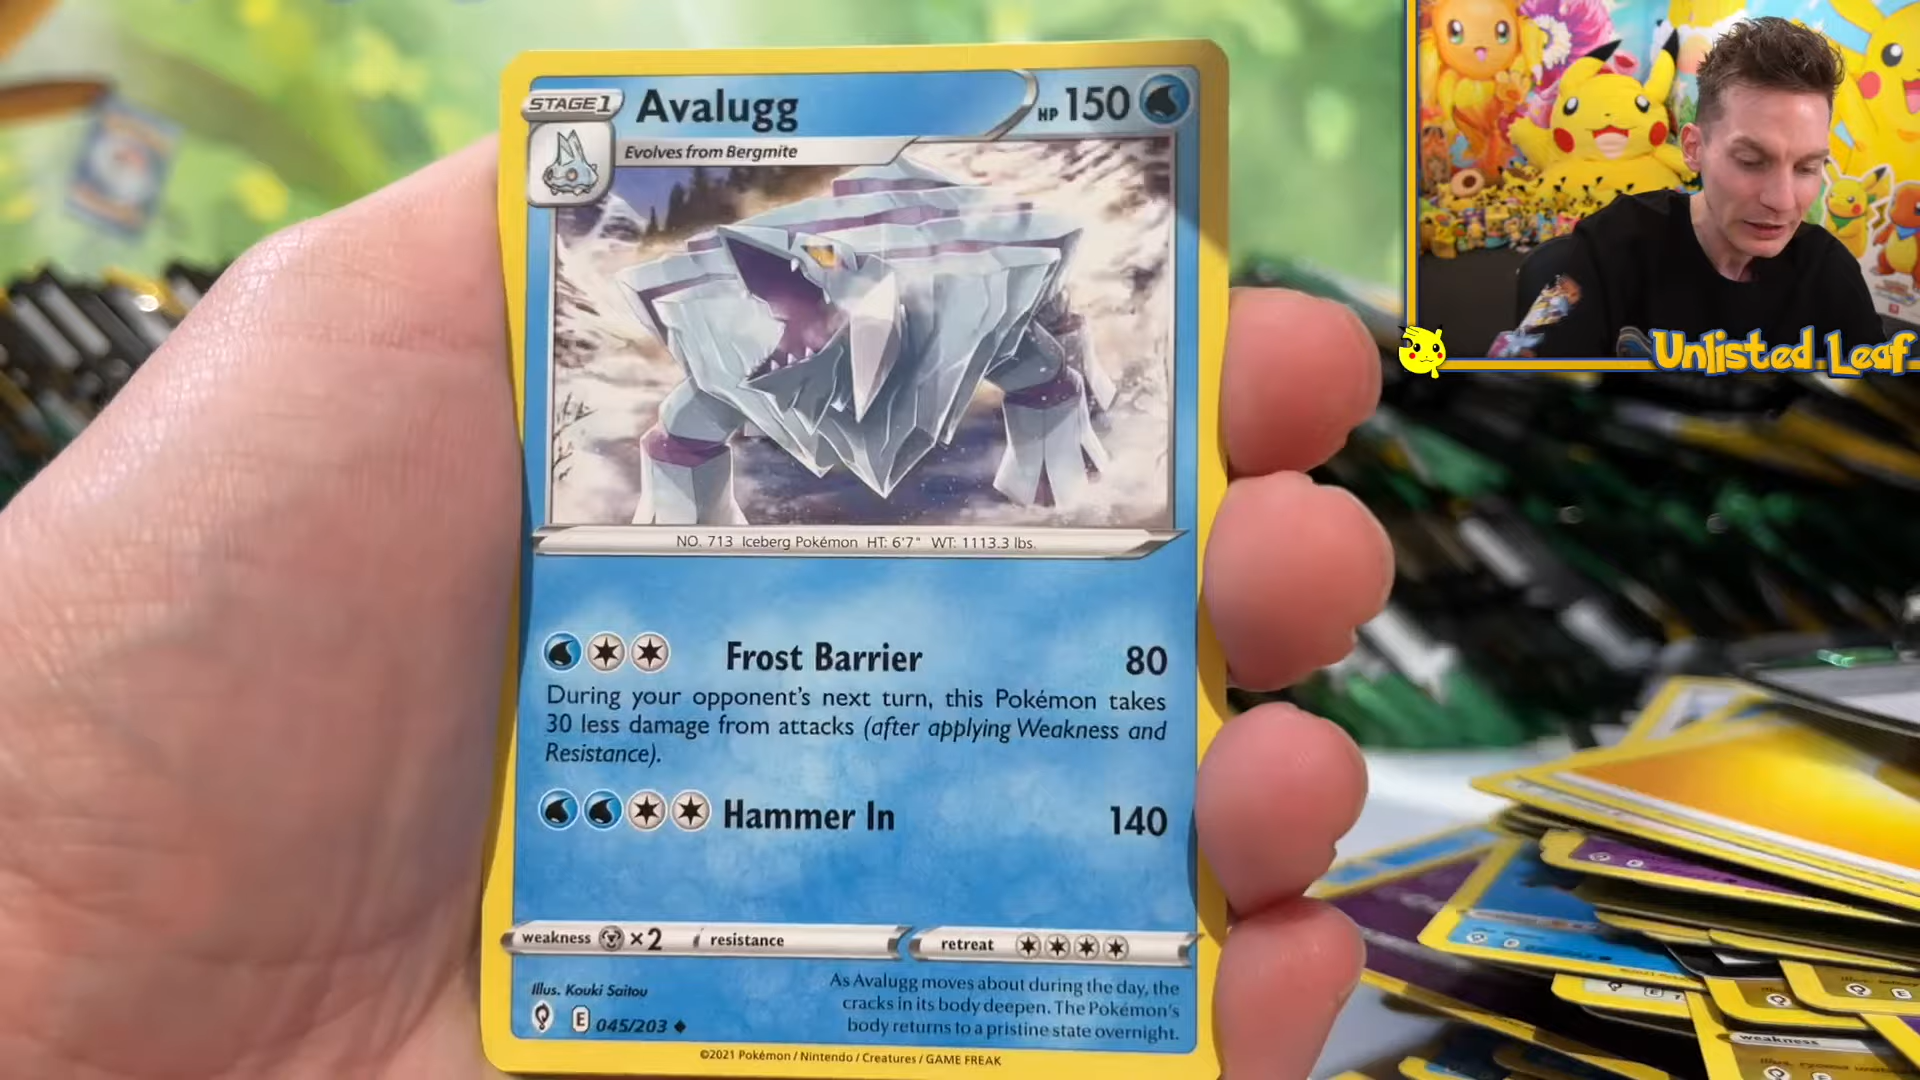 STAGE 1
Avalugg
HP 150
Evolves from Bergmite
Unlisted Leaf
NO. 713 Iceberg Pokémon HT: 6'7" WT: 1113.3 lbs.
Frost Barrier 80
During your opponent's next turn, this Pokémon takes
30 less damage from attacks (after applying Weakness and
Resistance).
Hammer In 140
weakness ×2 resistance retreat
Illus. Kouki Saitou
As Avalugg moves about during the day, the
cracks in its body deepen. The Pokémon's
body returns to a pristine state overnight.
E 045/203
©2021 Pokémon / Nintendo / Creatures / GAME FREAK
weakness